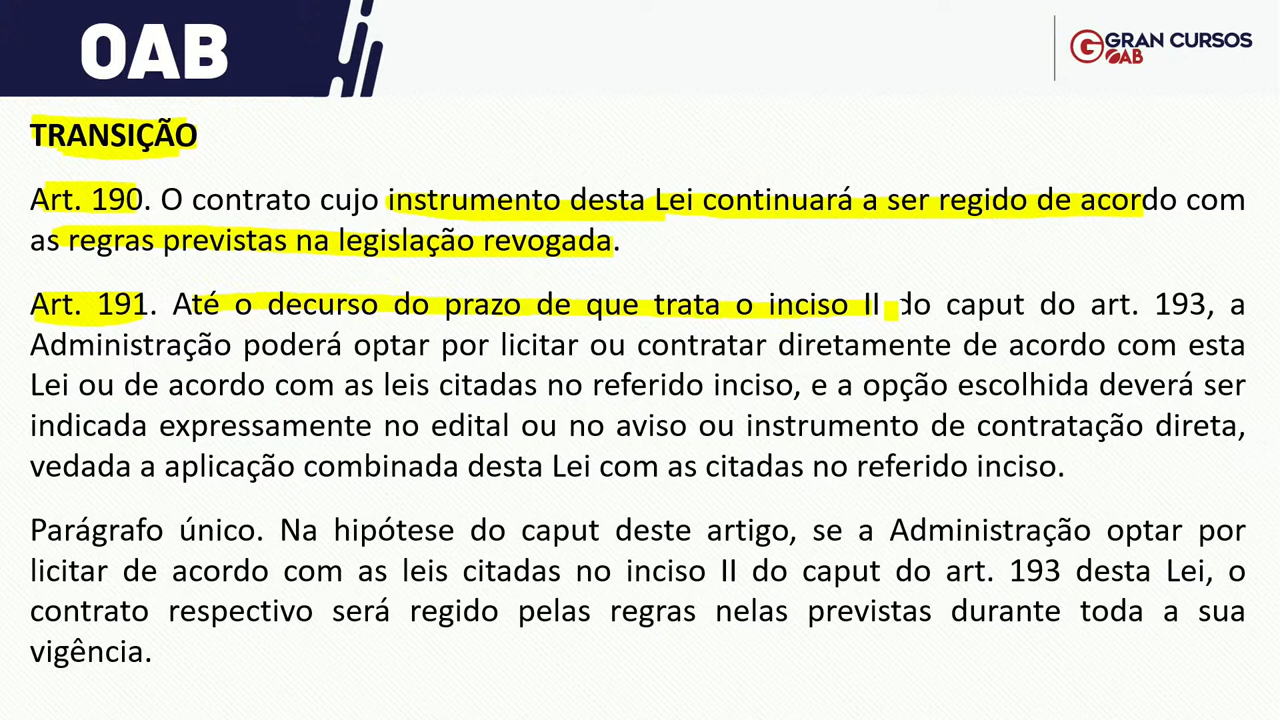 OAB
GRAN CURSOS
OAB
TRANSIÇÃO
Art. 190. O contrato cujo instrumento desta Lei continuará a ser regido de acordo com
as regras previstas na legislação revogada.
Art. 191. Até o decurso do prazo de que trata o inciso II do caput do art. 193, a
Administração poderá optar por licitar ou contratar diretamente de acordo com esta
Lei ou de acordo com as leis citadas no referido inciso, e a opção escolhida deverá ser
indicada expressamente no edital ou no aviso ou instrumento de contratação direta,
vedada a aplicação combinada desta Lei com as citadas no referido inciso.
Parágrafo único. Na hipótese do caput deste artigo, se a Administração optar por
licitar de acordo com as leis citadas no inciso II do caput do art. 193 desta Lei, o
contrato respectivo será regido pelas regras nelas previstas durante toda a sua
vigência.